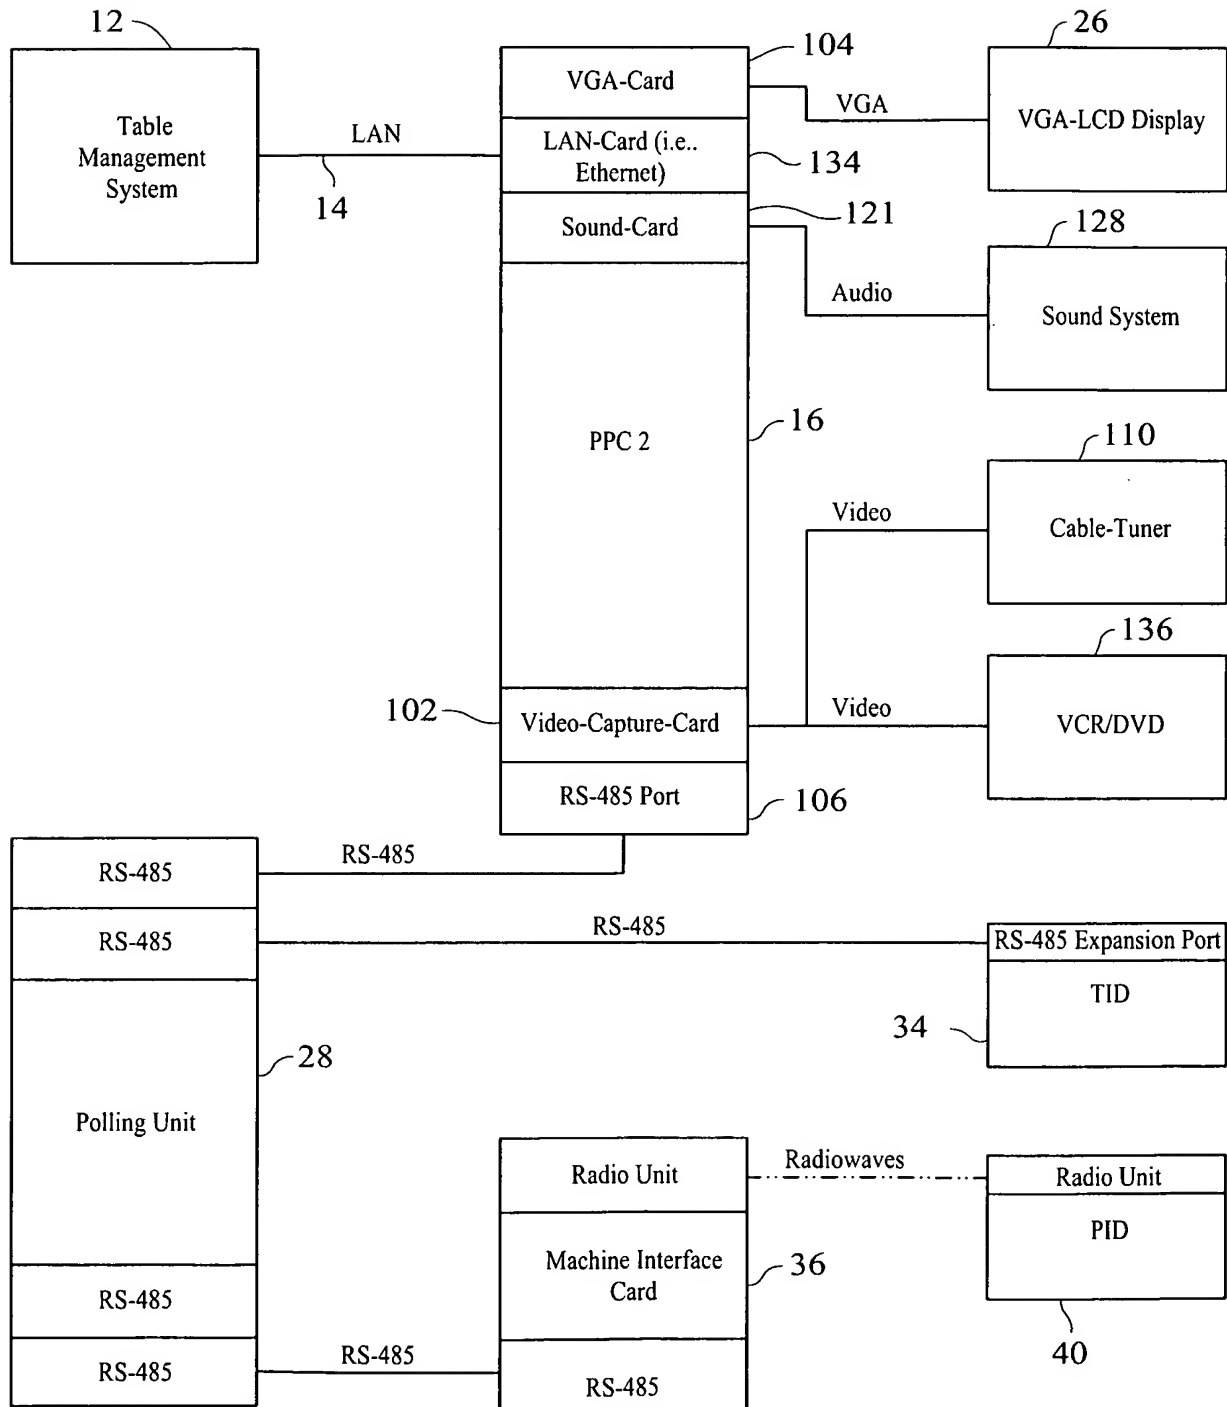 12
104
26
Table
Management
System
LAN
14
VGA-Card
VGA
VGA-LCD Display
LAN-Card (i.e..
Ethernet)
134
Sound-Card
121
128
Audio
Sound System
PPC 2
16
110
Video
Cable-Tuner
136
102
Video-Capture-Card
Video
VCR/DVD
RS-485 Port
106
RS-485
RS-485
RS-485
RS-485
RS-485 Expansion Port
TID
34
28
Polling Unit
Radio Unit
Radiowaves
Radio Unit
PID
Machine Interface
Card
36
40
RS-485
RS-485
RS-485
RS-485